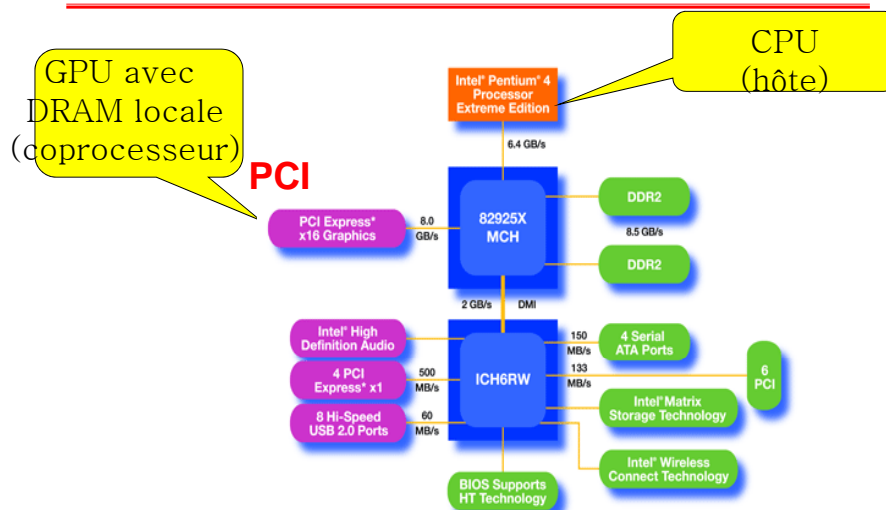 GPU avec
DRAM locale
(coprocesseur)
CPU
(hôte)
PCI
Intel® Pentium® 4
Processor
Extreme Edition
6.4 GB/s
PCI Express*
x16 Graphics
8.0
GB/s
82925X
MCH
DDR2
8.5 GB/s
DDR2
2 GB/s
DMI
Intel® High
Definition Audio
4 PCI
Express* x1
500
MB/s
8 Hi-Speed
USB 2.0 Ports
60
MB/s
ICH6RW
150
MB/s
4 Serial
ATA Ports
133
MB/s
6
PCI
Intel® Matrix
Storage Technology
Intel® Wireless
Connect Technology
BIOS Supports
HT Technology